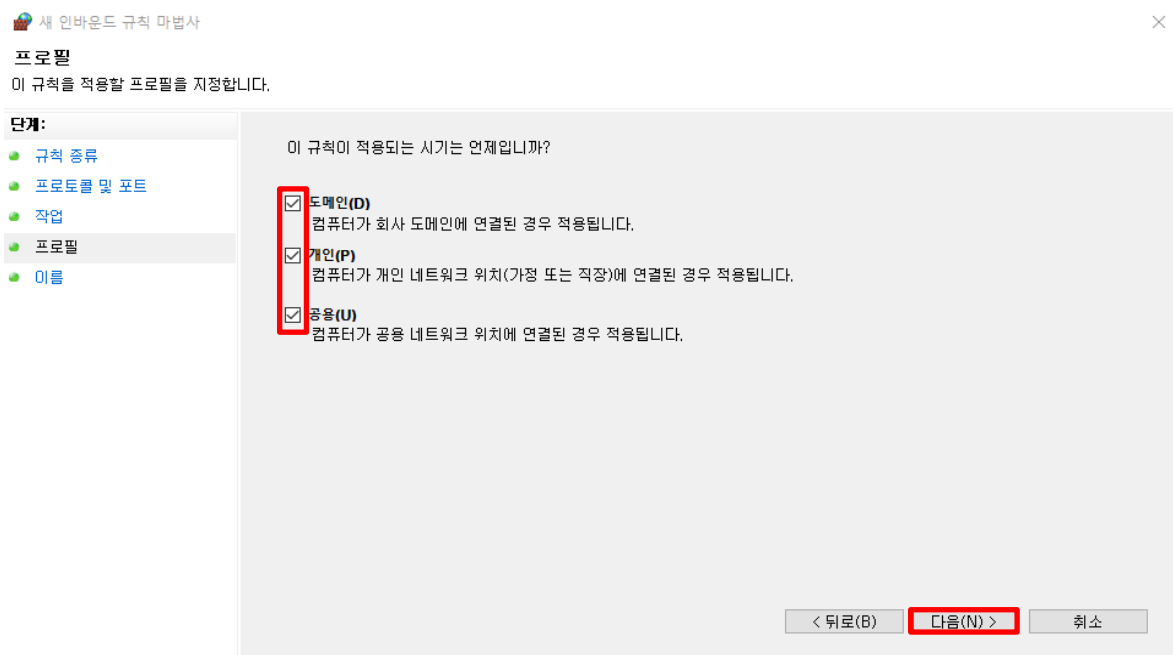 새 인바운드 규칙 마법사
프로필
이 규칙을 적용할 프로필을 지정합니다.
단계:
규칙 종류
프로토콜 및 포트
작업
프로필
이름
이 규칙이 적용되는 시기는 언제입니까?
도메인(D)
컴퓨터가 회사 도메인에 연결된 경우 적용됩니다.
개인(P)
컴퓨터가 개인 네트워크 위치(가정 또는 직장)에 연결된 경우 적용됩니다.
공용(U)
컴퓨터가 공용 네트워크 위치에 연결된 경우 적용됩니다.
< 뒤로(B) 다음(N) > 취소